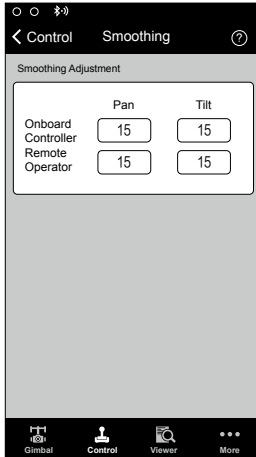 Control Smoothing ?
Smoothing Adjustment
Pan Tilt
Onboard
Controller 15 15
Remote
Operator 15 15
Gimbal Control Viewer More